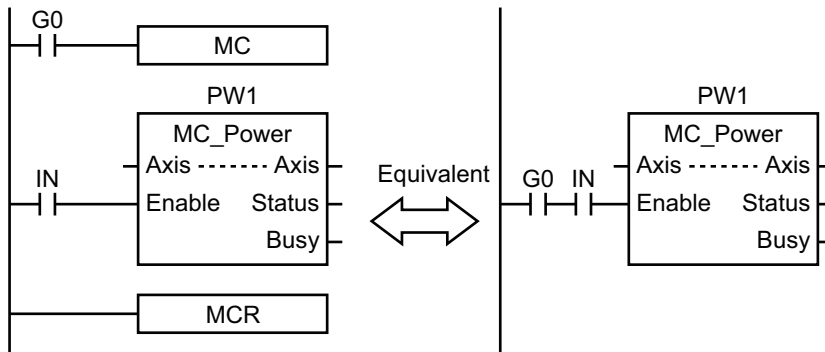 G0
MC
PW1
MC_Power
Axis Axis
IN
Enable Status
Busy
MCR
Equivalent
PW1
MC_Power
Axis Axis
G0 IN
Enable Status
Busy